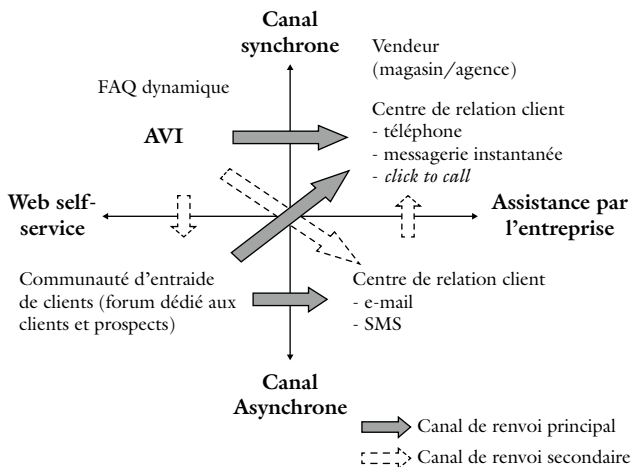 Canal
synchrone
Vendeur
(magasin/agence)
FAQ dynamique
AVI
Centre de relation client
- téléphone
- messagerie instantanée
- click to call
Web self-
service
Assistance par
l'entreprise
Communauté d'entraide
de clients (forum dédié aux
clients et prospects)
Centre de relation client
- e-mail
- SMS
Canal
Asynchrone
Canal de renvoi principal
Canal de renvoi secondaire